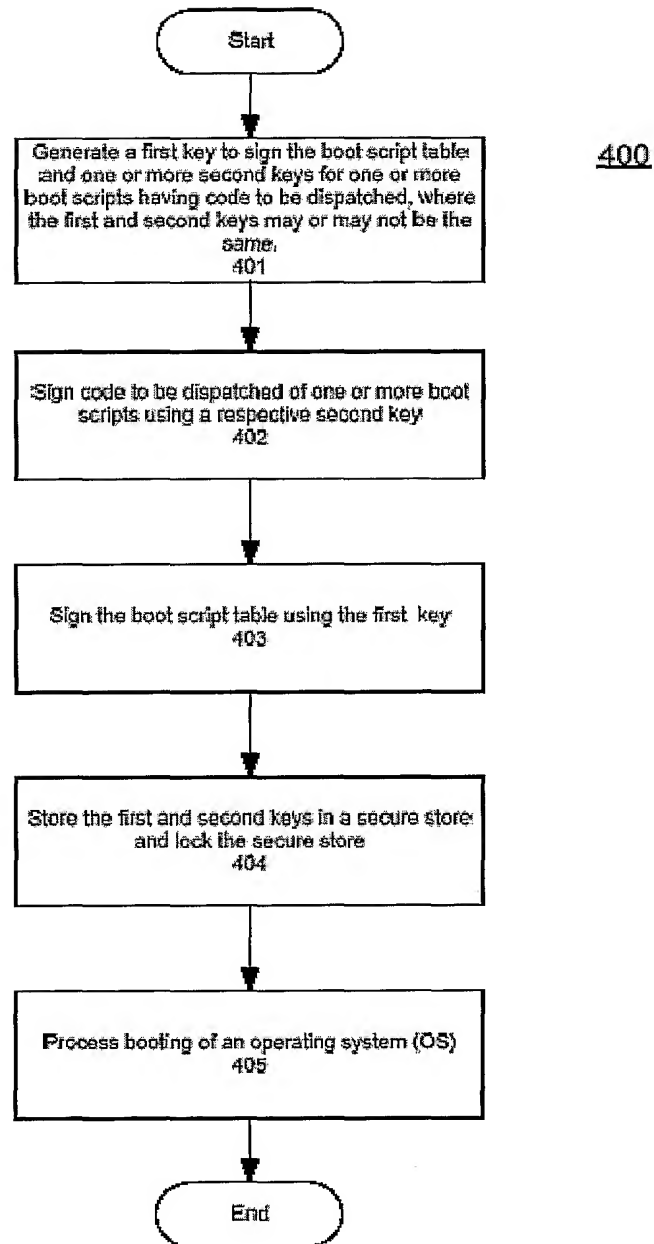 Start
Generate a first key to sign the boot script table
and one or more second keys for one or more
boot scripts having code to be dispatched, where
the first and second keys may or may not be the
same.
401
400
Sign code to be dispatched of one or more boot
scripts using a respective second key
402
Sign the boot script table using the first key
403
Store the first and second keys in a secure store
and lock the secure store
404
Process booting of an operating system (OS)
405
End